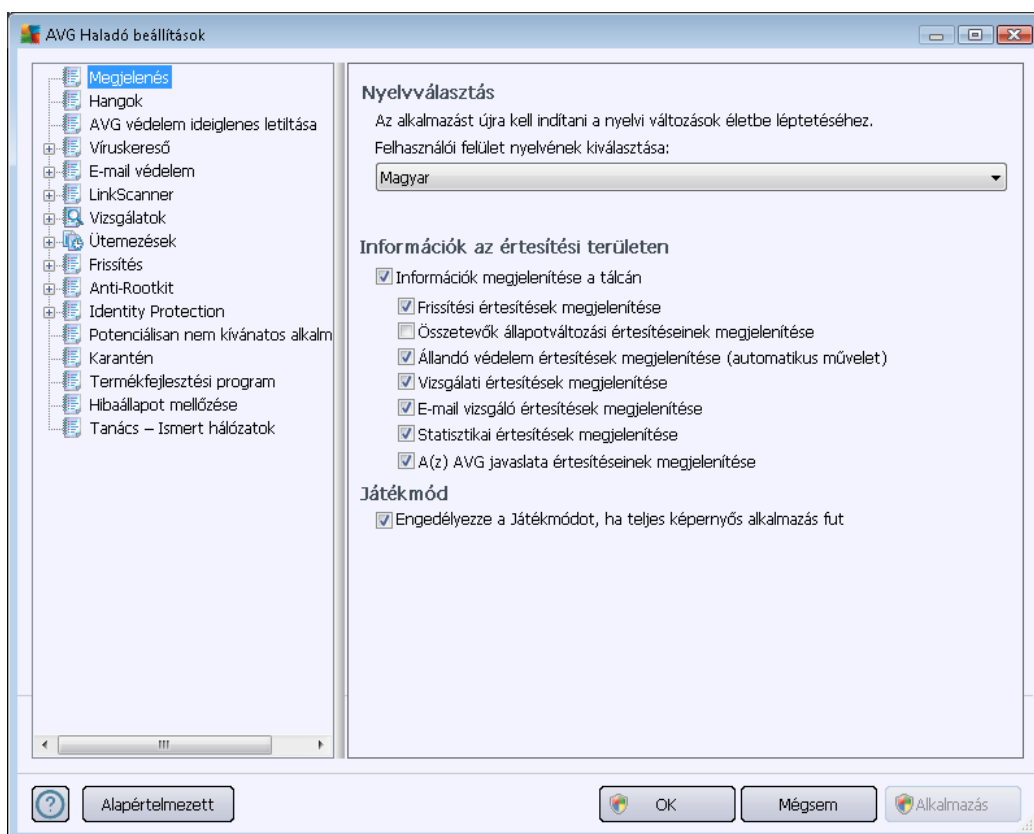 AVG Haladó beállítások
Megjelenés
Hangok
AVG védelem ideiglenes letiltása
Víruskereső
E-mail védelem
LinkScanner
Vizsgálatok
Ütemezések
Frissítés
Anti-Rootkit
Identity Protection
Potenciálisan nem kívánatos alkalm
Karantén
Termékfejlesztési program
Hibaállapot mellőzése
Tanács – Ismert hálózatok
Nyelvválasztás
Az alkalmazást újra kell indítani a nyelvi változások életbe léptetéséhez.
Felhasználói felület nyelvének kiválasztása:
Magyar
Információk az értesítési területen
Információk megjelenítése a tálcán
Frissítési értesítések megjelenítése
Összetevők állapotváltozási értesítéseinek megjelenítése
Állandó védelem értesítések megjelenítése (automatikus művelet)
Vizsgálati értesítések megjelenítése
E-mail vizsgáló értesítések megjelenítése
Statisztikai értesítések megjelenítése
A(z) AVG javaslata értesítéseinek megjelenítése
Játékmód
Engedélyezze a Játékmódot, ha teljes képernyős alkalmazás fut
Alapértelmezett
OK
Mégsem
Alkalmazás